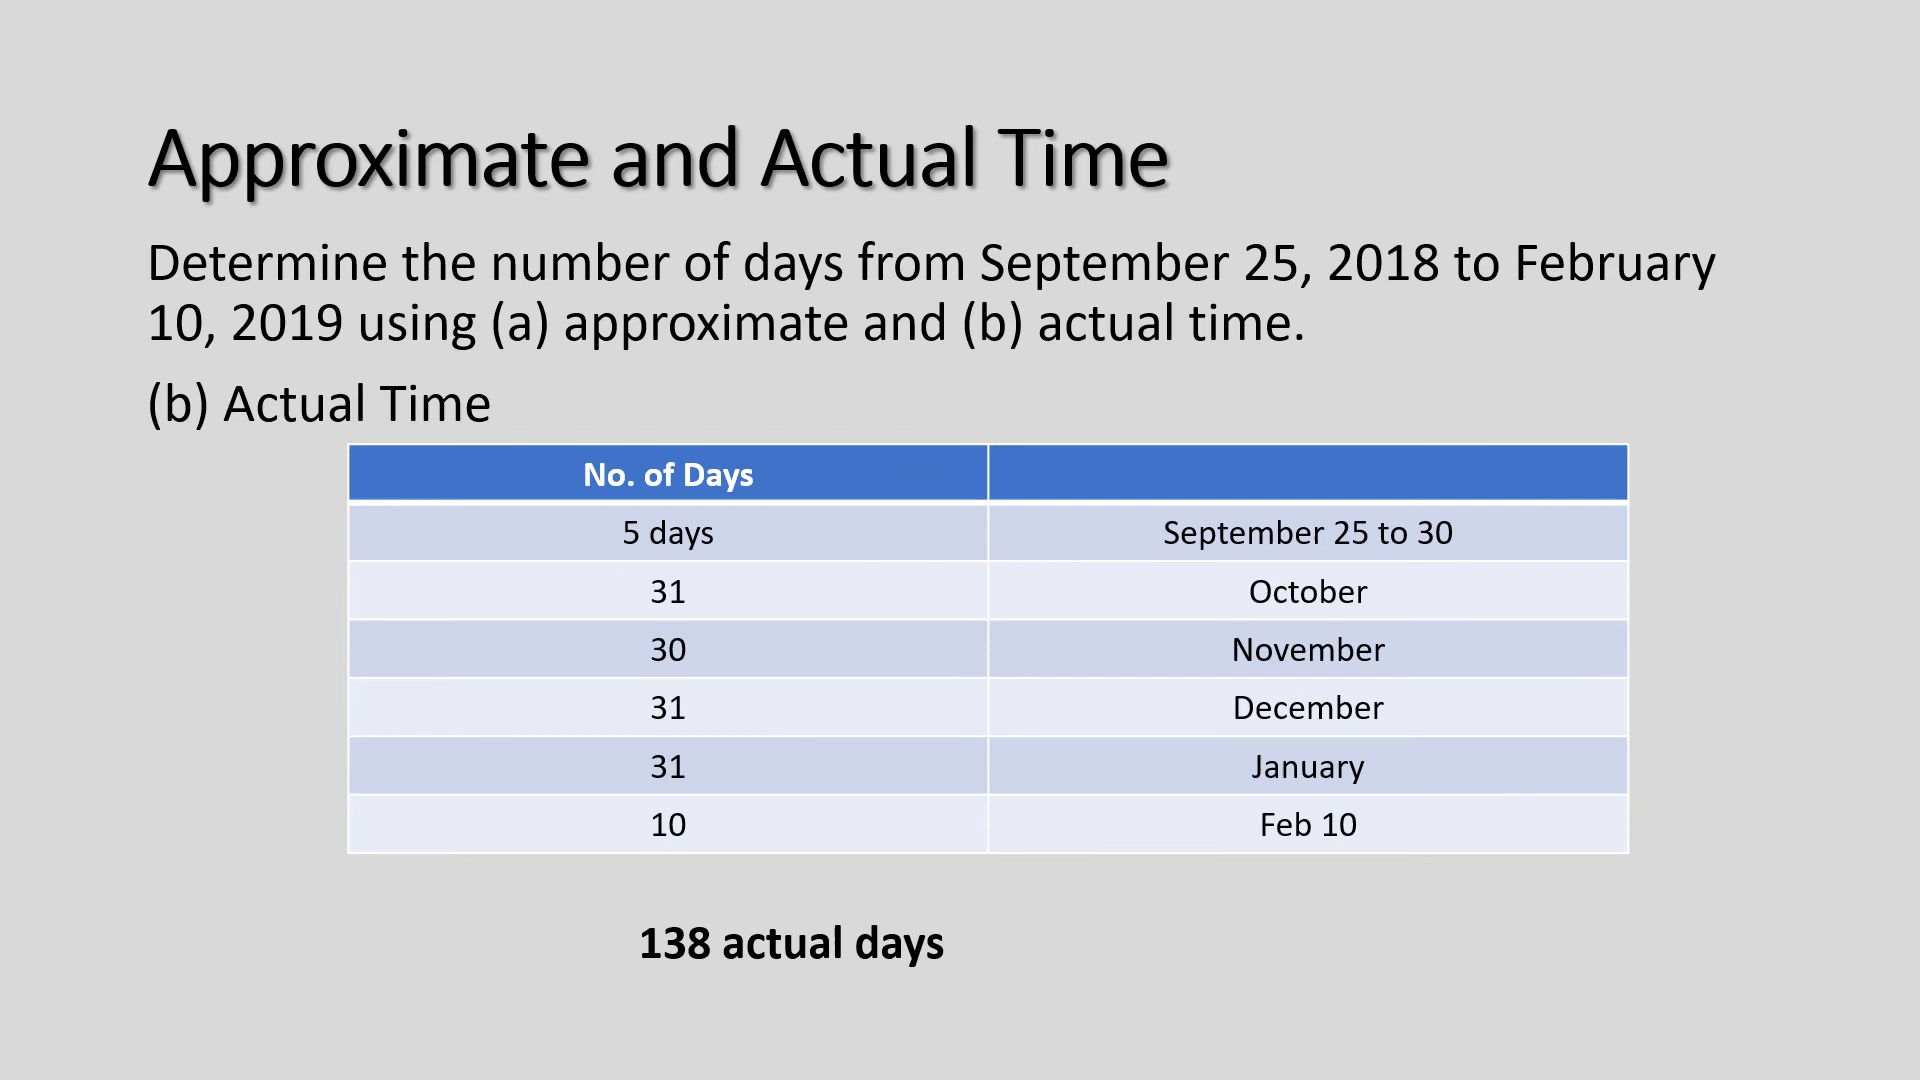 Approximate and Actual Time
Determine the number of days from September 25, 2018 to February
10, 2019 using (a) approximate and (b) actual time.
(b) Actual Time
No. of Days
5 days September 25 to 30
31 October
30 November
31 December
31 January
10 Feb 10
138 actual days